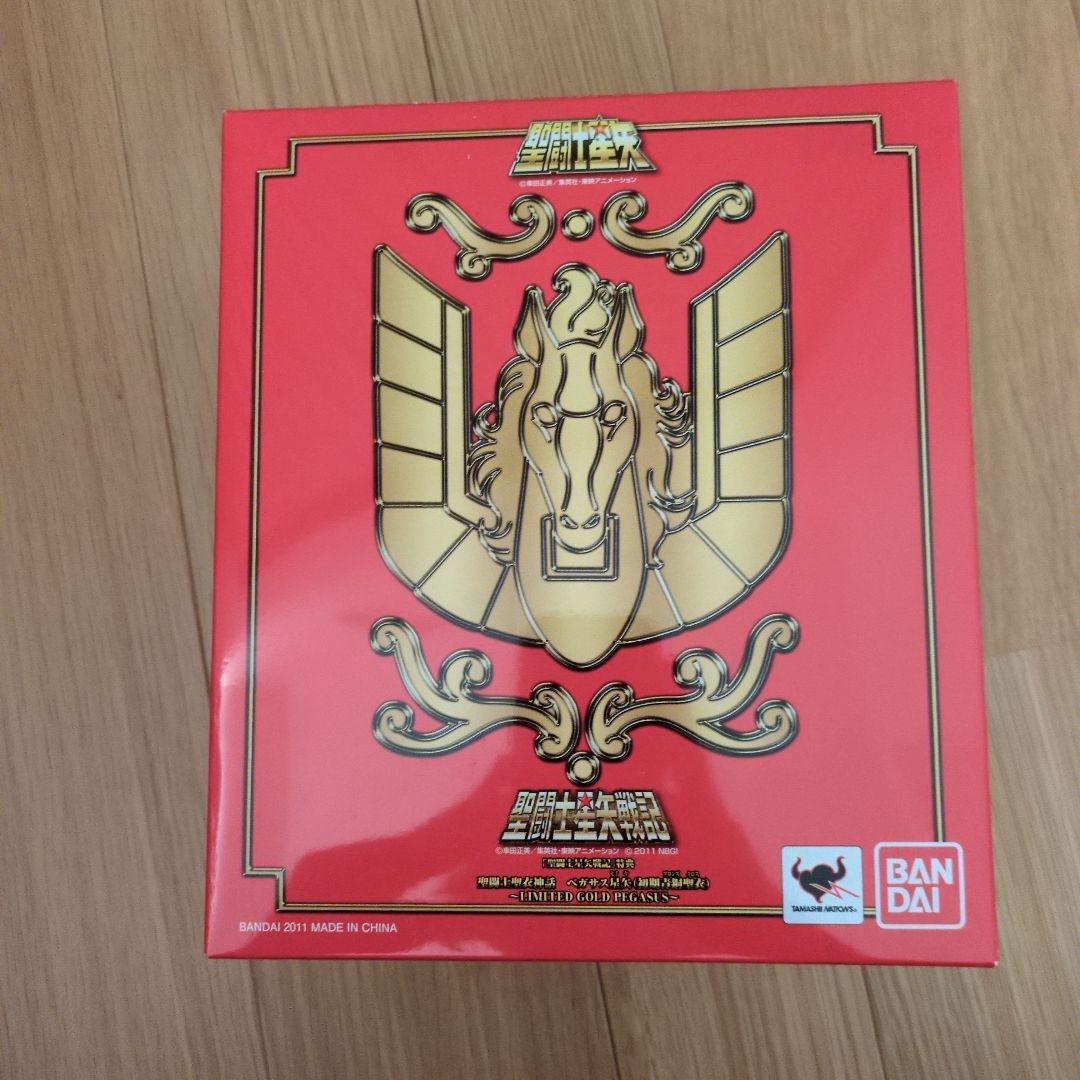 聖闘士星矢
©車田正美／集英社・東映アニメーション
聖闘士星矢戦記
©車田正美／集英社・東映アニメーション © 2011 NBGI
「聖闘士星矢戦記」特典
聖闘士聖衣神話 ペガサス星矢(初期青銅聖衣)
～LIMITED GOLD PEGASUS～
TAMASHII NATIONS®
BAN
DAI
BANDAI 2011 MADE IN CHINA